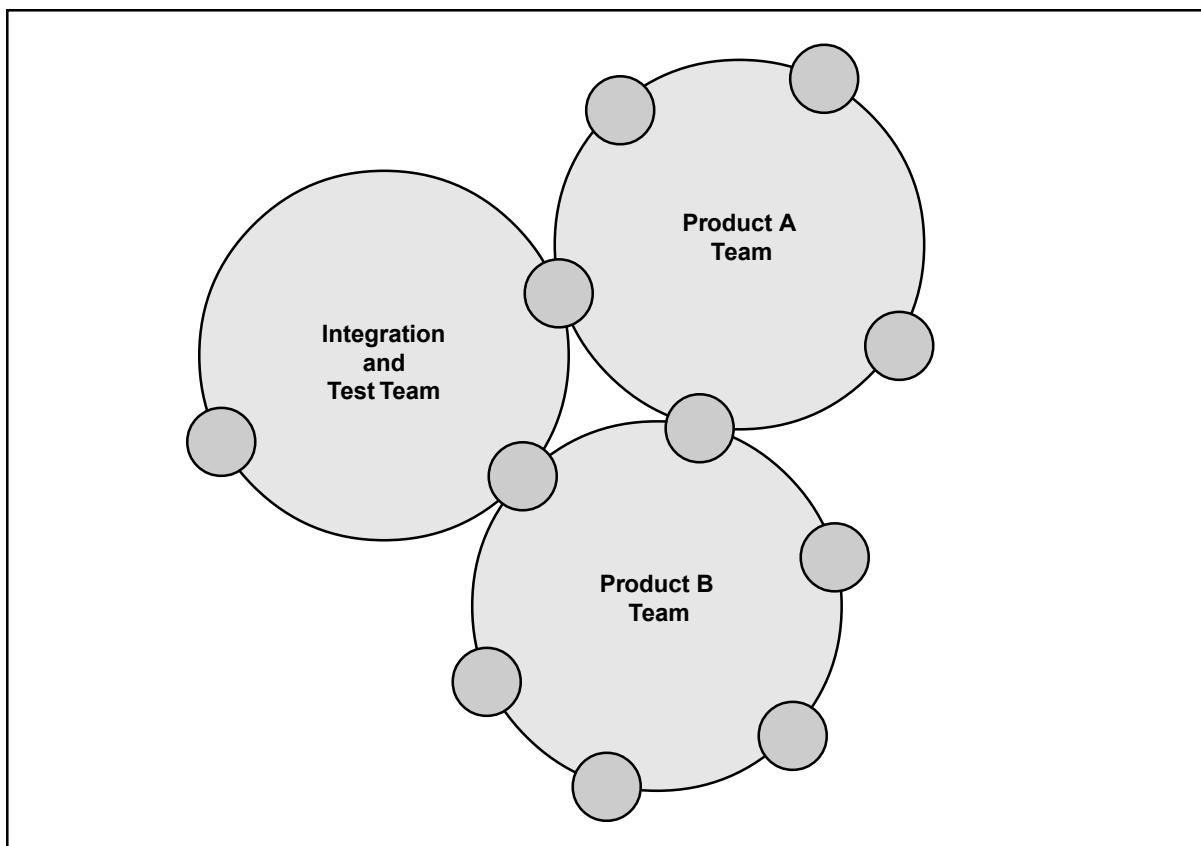 Product A
Team
Integration
and
Test Team
Product B
Team